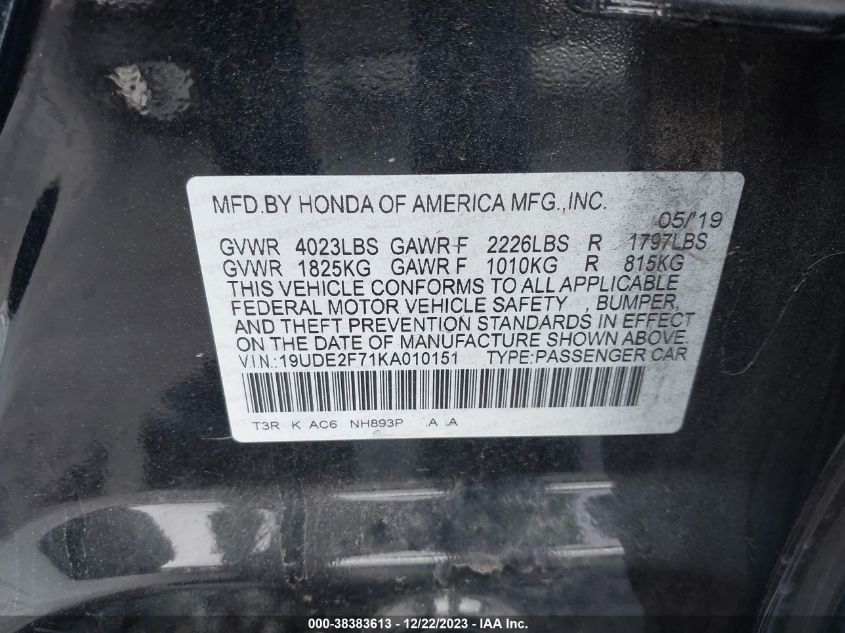 MFD.BY HONDA OF AMERICA MFG.,INC.
05/'19
GVWR 4023LBS GAWR F 2226LBS R 1797LBS
GVWR 1825KG GAWR F 1010KG R 815KG
THIS VEHICLE CONFORMS TO ALL APPLICABLE
FEDERAL MOTOR VEHICLE SAFETY , BUMPER,
AND THEFT PREVENTION STANDARDS IN EFFECT
ON THE DATE OF MANUFACTURE SHOWN ABOVE.
V.I.N.:19UDE2F71KA010151 TYPE:PASSENGER CAR
T3R K AC6 NH893P .A .A
000-38383613 - 12/22/2023 - IAA Inc.